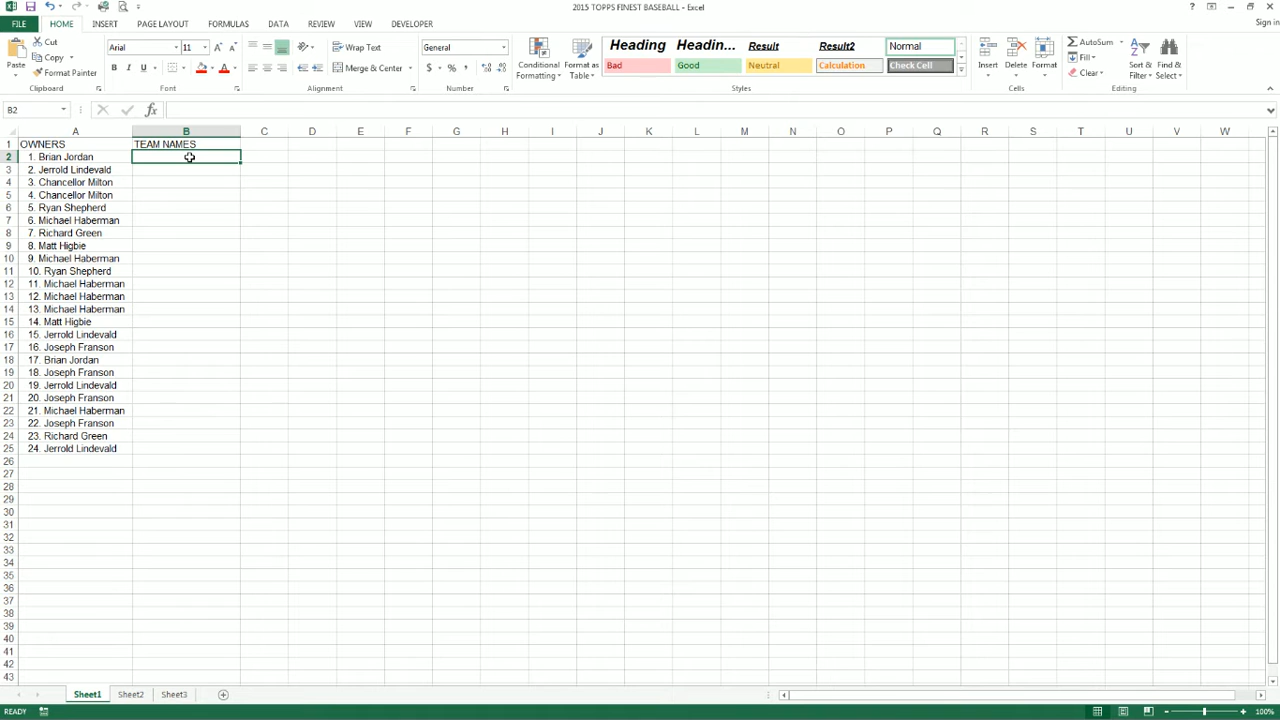 2015 TOPPS FINEST BASEBALL - Excel
?
Sign in
FILE HOME INSERT PAGE LAYOUT FORMULAS DATA REVIEW VIEW DEVELOPER
Paste
Cut
Copy
Format Painter
Clipboard
Arial 11
B I U
Font
Wrap Text
Merge & Center
Alignment
General
$ % ,
Number
Conditional Formatting
Format as Table
Heading Headin... Result Result2 Normal
Bad Good Neutral Calculation Check Cell
Styles
Insert Delete Format
Cells
AutoSum
Fill
Clear
Sort & Filter
Find & Select
Editing
B2 fx
A B C D E F G H I J K L M N O P Q R S T U V W
1 OWNERS TEAM NAMES
2 1. Brian Jordan
3 2. Jerrold Lindevald
4 3. Chancellor Milton
5 4. Chancellor Milton
6 5. Ryan Shepherd
7 6. Michael Haberman
8 7. Richard Green
9 8. Matt Higbie
10 9. Michael Haberman
11 10. Ryan Shepherd
12 11. Michael Haberman
13 12. Michael Haberman
14 13. Michael Haberman
15 14. Matt Higbie
16 15. Jerrold Lindevald
17 16. Joseph Franson
18 17. Brian Jordan
19 18. Joseph Franson
20 19. Jerrold Lindevald
21 20. Joseph Franson
22 21. Michael Haberman
23 22. Joseph Franson
24 23. Richard Green
25 24. Jerrold Lindevald
26
27
28
29
30
31
32
33
34
35
36
37
38
39
40
41
42
43
Sheet1 Sheet2 Sheet3
READY
100%